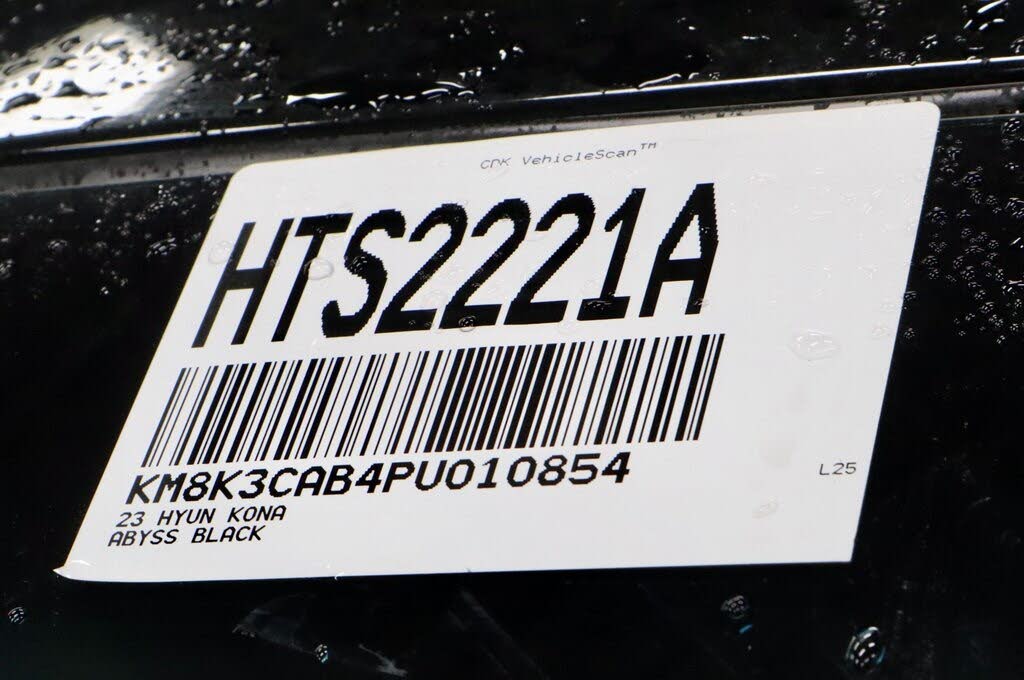 CDK VehicleScan™
HTS2221A
KM8K3CAB4PU010854
23 HYUN KONA
ABYSS BLACK
L25